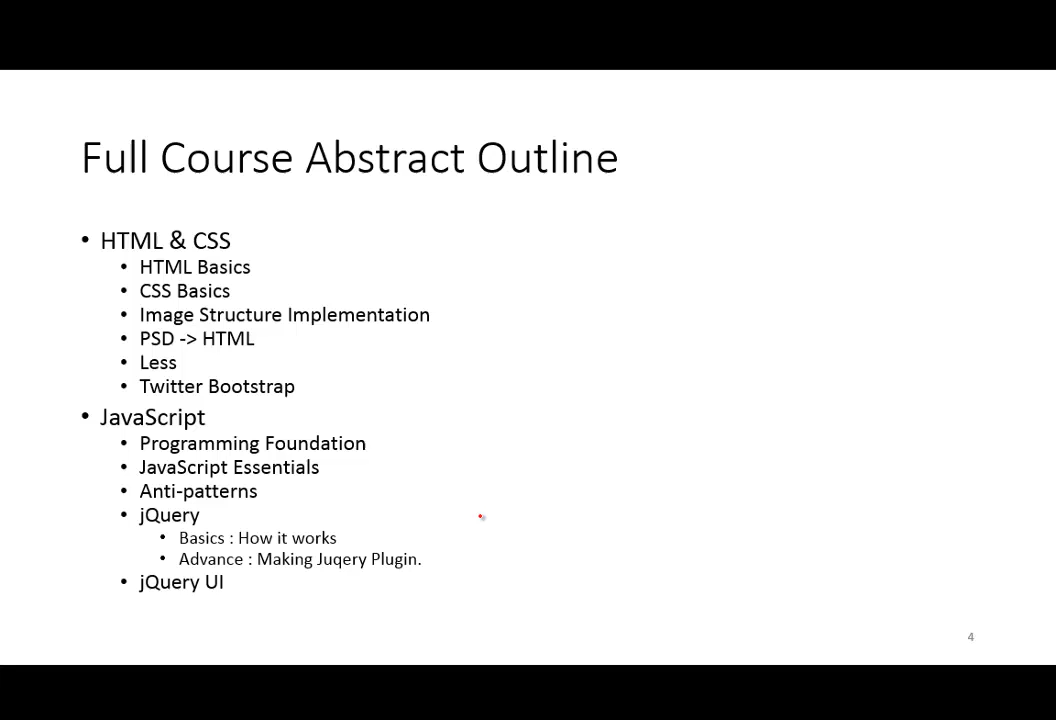 Full Course Abstract Outline
• HTML & CSS
• HTML Basics
• CSS Basics
• Image Structure Implementation
• PSD -> HTML
• Less
• Twitter Bootstrap
• JavaScript
• Programming Foundation
• JavaScript Essentials
• Anti-patterns
• jQuery
• Basics : How it works
• Advance : Making Juqery Plugin.
• jQuery UI
4